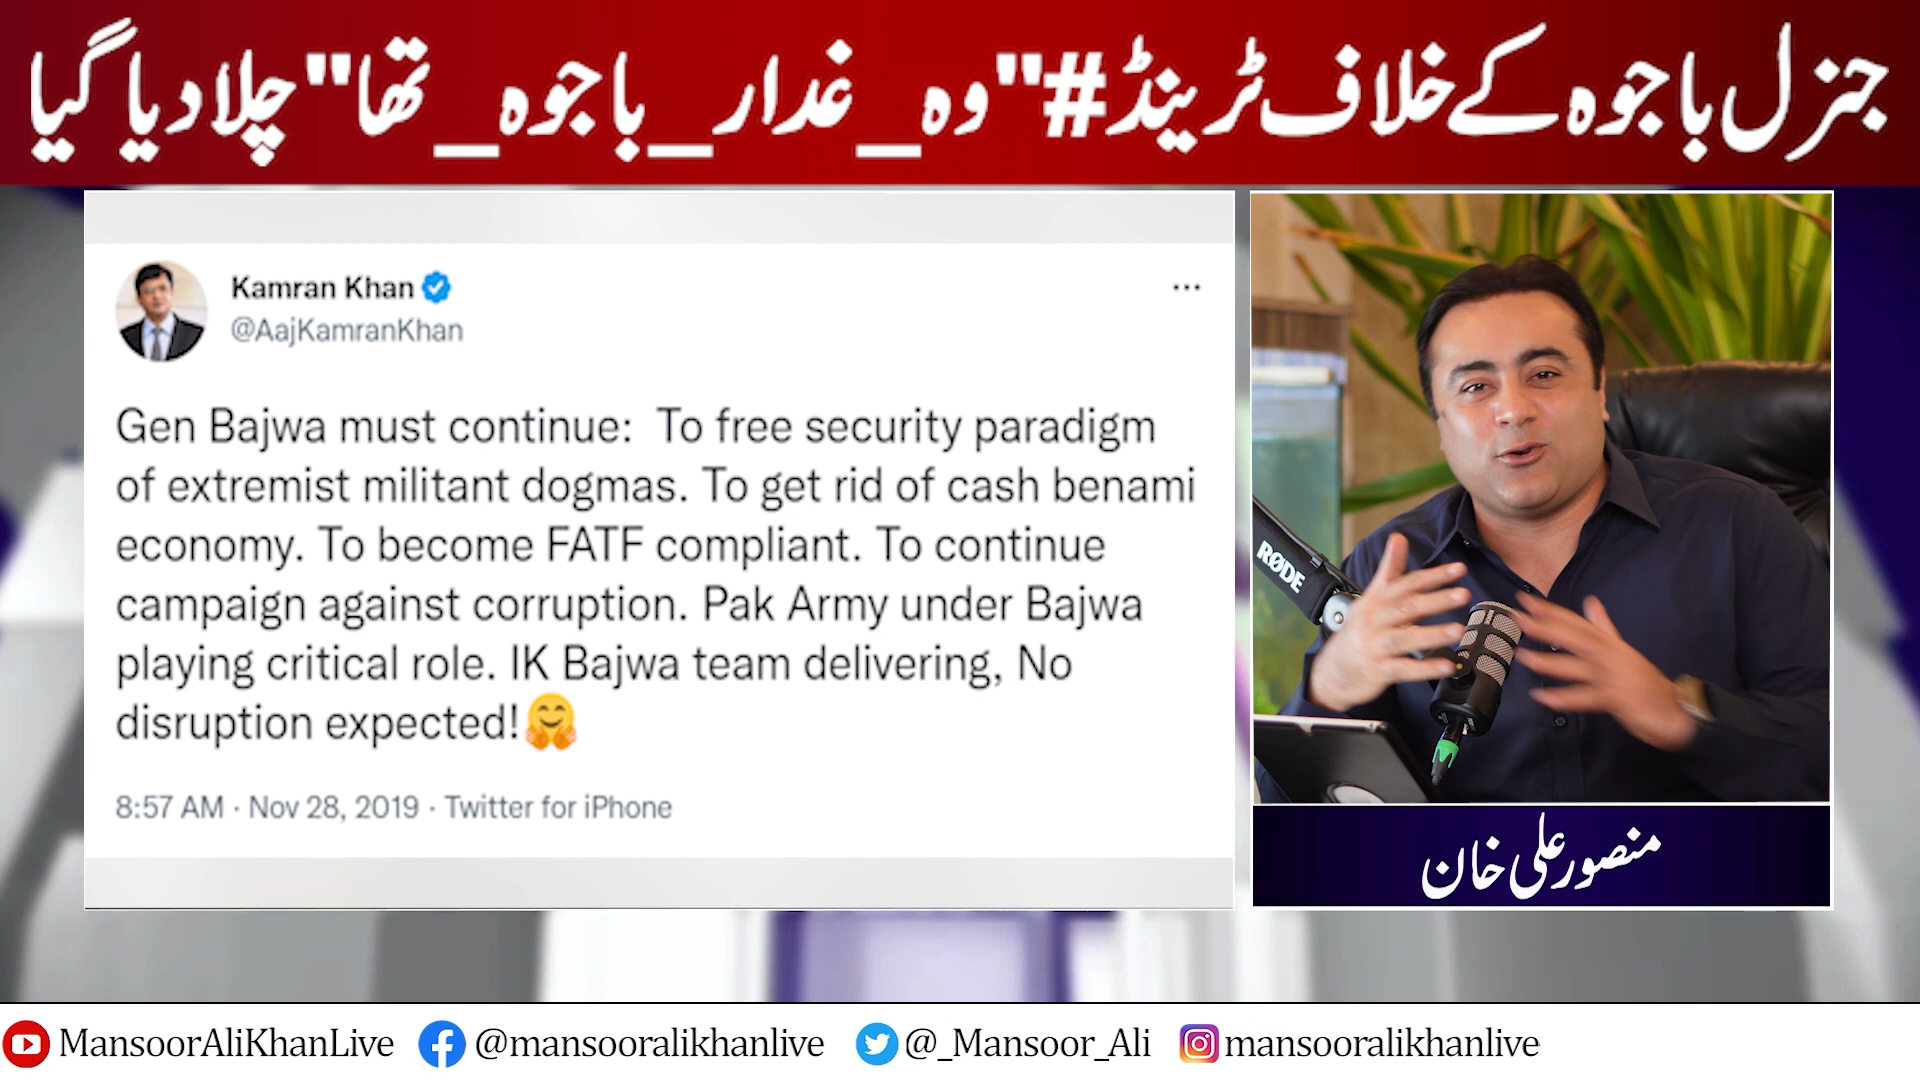 جنرل باجوہ کے خلاف ٹرینڈ#"وہ_غدار_باجوہ_تھا"چلا دیا گیا
Kamran Khan
@AajKamranKhan
Gen Bajwa must continue: To free security paradigm
of extremist militant dogmas. To get rid of cash benami
economy. To become FATF compliant. To continue
campaign against corruption. Pak Army under Bajwa
playing critical role. IK Bajwa team delivering, No
disruption expected!🤗
8:57 AM · Nov 28, 2019 · Twitter for iPhone
RØDE
منصور علی خان
MansoorAliKhanLive @mansooralikhanlive @_Mansoor_Ali mansooralikhanlive